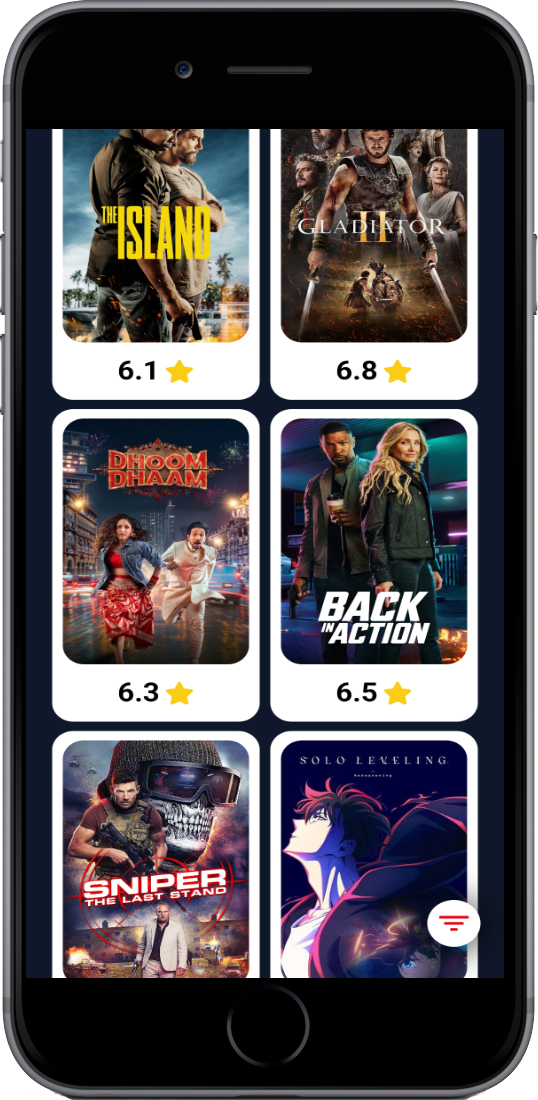 THE ISLAND
GLADIATOR
II
6.1
6.8
DHOOM
DHAAM
BACK
IN ACTION
6.3
6.5
SNIPER
THE LAST STAND
SOLO LEVELING
ReAwakening